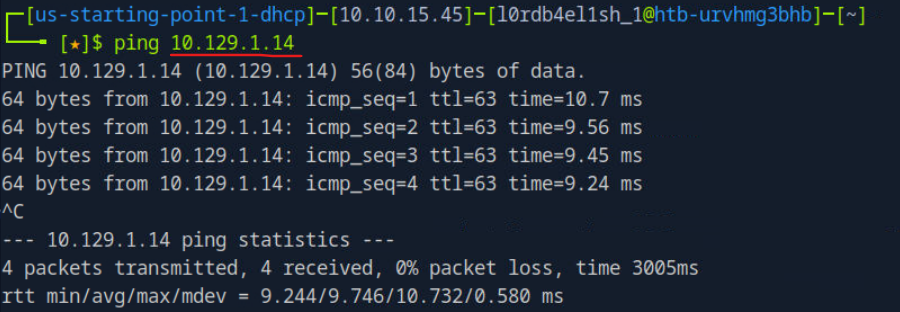 ┌─[us-starting-point-1-dhcp]─[10.10.15.45]─[l0rdb4el1sh_1@htb-urvhmg3bhb]─[~]
└──╼ [★]$ ping 10.129.1.14
PING 10.129.1.14 (10.129.1.14) 56(84) bytes of data.
64 bytes from 10.129.1.14: icmp_seq=1 ttl=63 time=10.7 ms
64 bytes from 10.129.1.14: icmp_seq=2 ttl=63 time=9.56 ms
64 bytes from 10.129.1.14: icmp_seq=3 ttl=63 time=9.45 ms
64 bytes from 10.129.1.14: icmp_seq=4 ttl=63 time=9.24 ms
^C
--- 10.129.1.14 ping statistics ---
4 packets transmitted, 4 received, 0% packet loss, time 3005ms
rtt min/avg/max/mdev = 9.244/9.746/10.732/0.580 ms